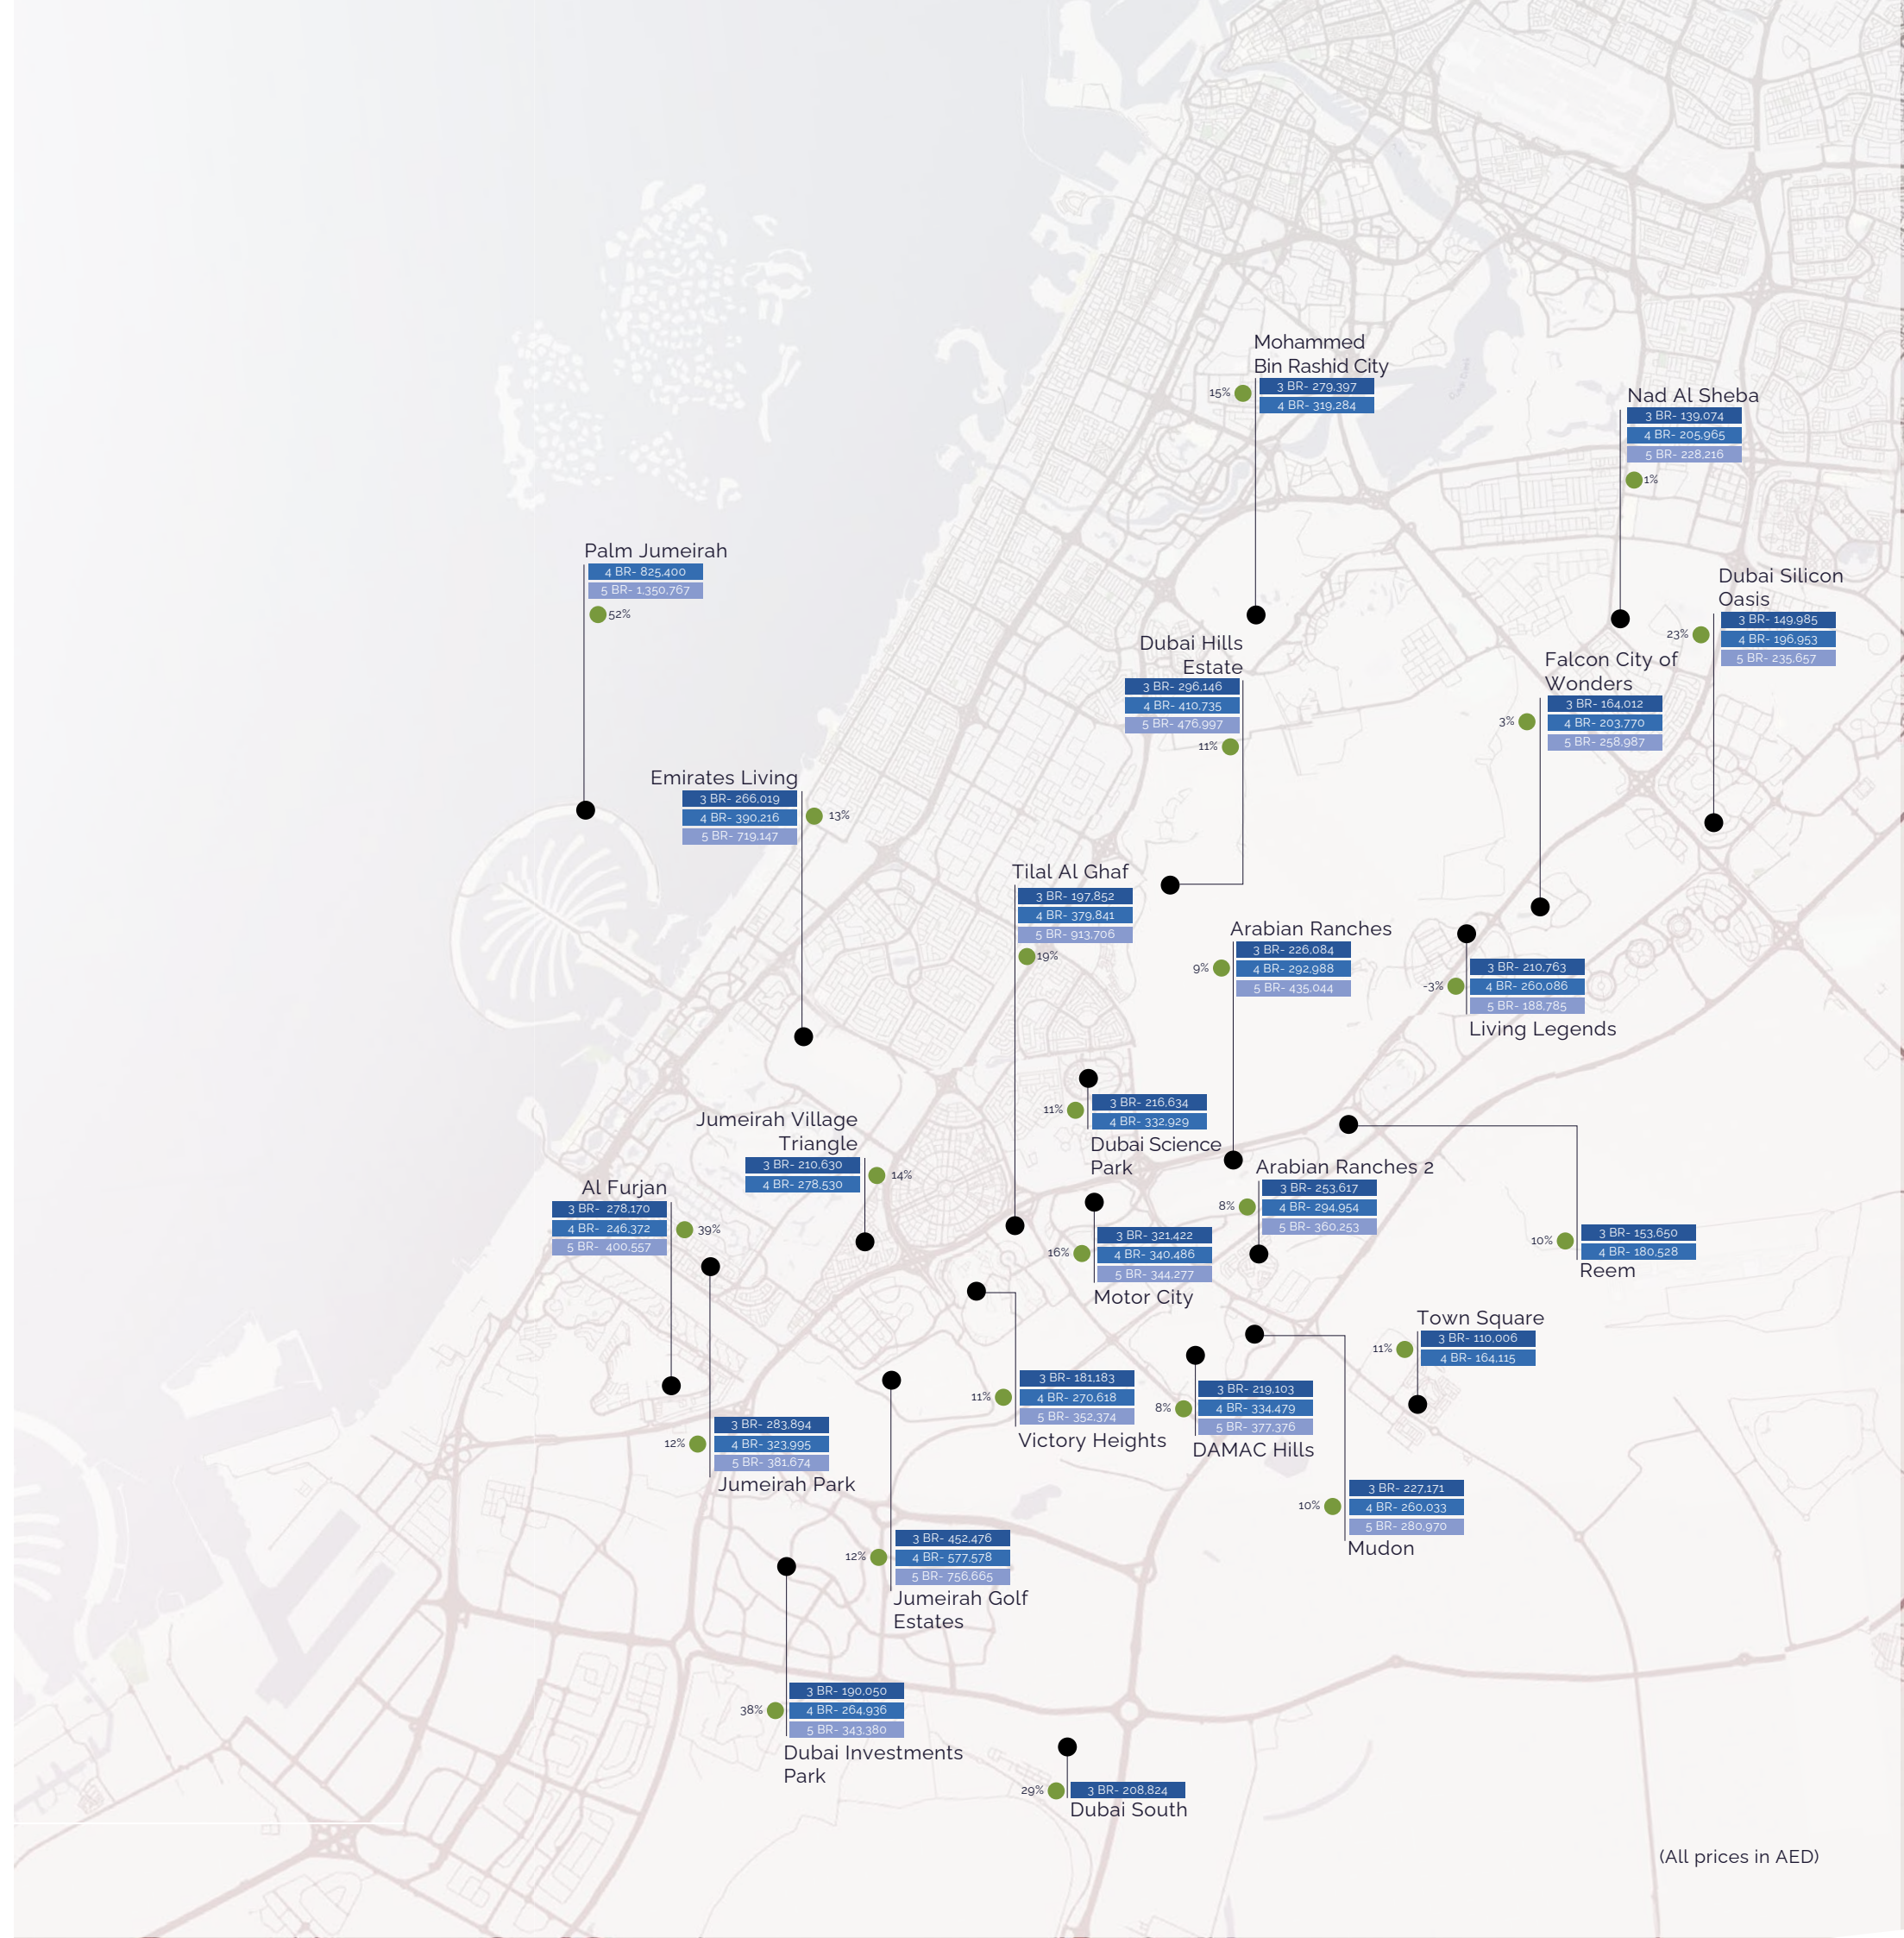 Mohammed
Bin Rashid City
15%
3 BR- 279,397
4 BR- 319,284
Nad Al Sheba
3 BR- 139,074
4 BR- 205,965
5 BR- 228,216
1%
Palm Jumeirah
4 BR- 825,400
5 BR- 1,350,767
52%
Dubai Silicon
Oasis
23%
3 BR- 149,985
4 BR- 196,953
5 BR- 235,657
Dubai Hills
Estate
3 BR- 296,146
4 BR- 410,735
5 BR- 476,997
11%
Falcon City of
Wonders
3%
3 BR- 164,012
4 BR- 203,770
5 BR- 258,987
Emirates Living
3 BR- 266,019
4 BR- 390,216
5 BR- 719,147
13%
Tilal Al Ghaf
3 BR- 197,852
4 BR- 379,841
5 BR- 913,706
19%
Arabian Ranches
9%
3 BR- 226,084
4 BR- 292,988
5 BR- 435,044
-3%
3 BR- 210,763
4 BR- 260,086
5 BR- 188,785
Living Legends
11%
3 BR- 216,634
4 BR- 332,929
Dubai Science
Park
Jumeirah Village
Triangle
3 BR- 210,630
4 BR- 278,530
14%
Arabian Ranches 2
8%
3 BR- 253,617
4 BR- 294,954
5 BR- 360,253
Al Furjan
3 BR- 278,170
4 BR- 246,372
5 BR- 400,557
39%
16%
3 BR- 321,422
4 BR- 340,486
5 BR- 344,277
Motor City
10%
3 BR- 153,650
4 BR- 180,528
Reem
Town Square
11%
3 BR- 110,006
4 BR- 164,115
11%
3 BR- 181,183
4 BR- 270,618
5 BR- 352,374
Victory Heights
8%
3 BR- 219,103
4 BR- 334,479
5 BR- 377,376
DAMAC Hills
12%
3 BR- 283,894
4 BR- 323,995
5 BR- 381,674
Jumeirah Park
10%
3 BR- 227,171
4 BR- 260,033
5 BR- 280,970
Mudon
12%
3 BR- 452,476
4 BR- 577,578
5 BR- 756,665
Jumeirah Golf
Estates
38%
3 BR- 190,050
4 BR- 264,936
5 BR- 343,380
Dubai Investments
Park
29%
3 BR- 208,824
Dubai South
(All prices in AED)